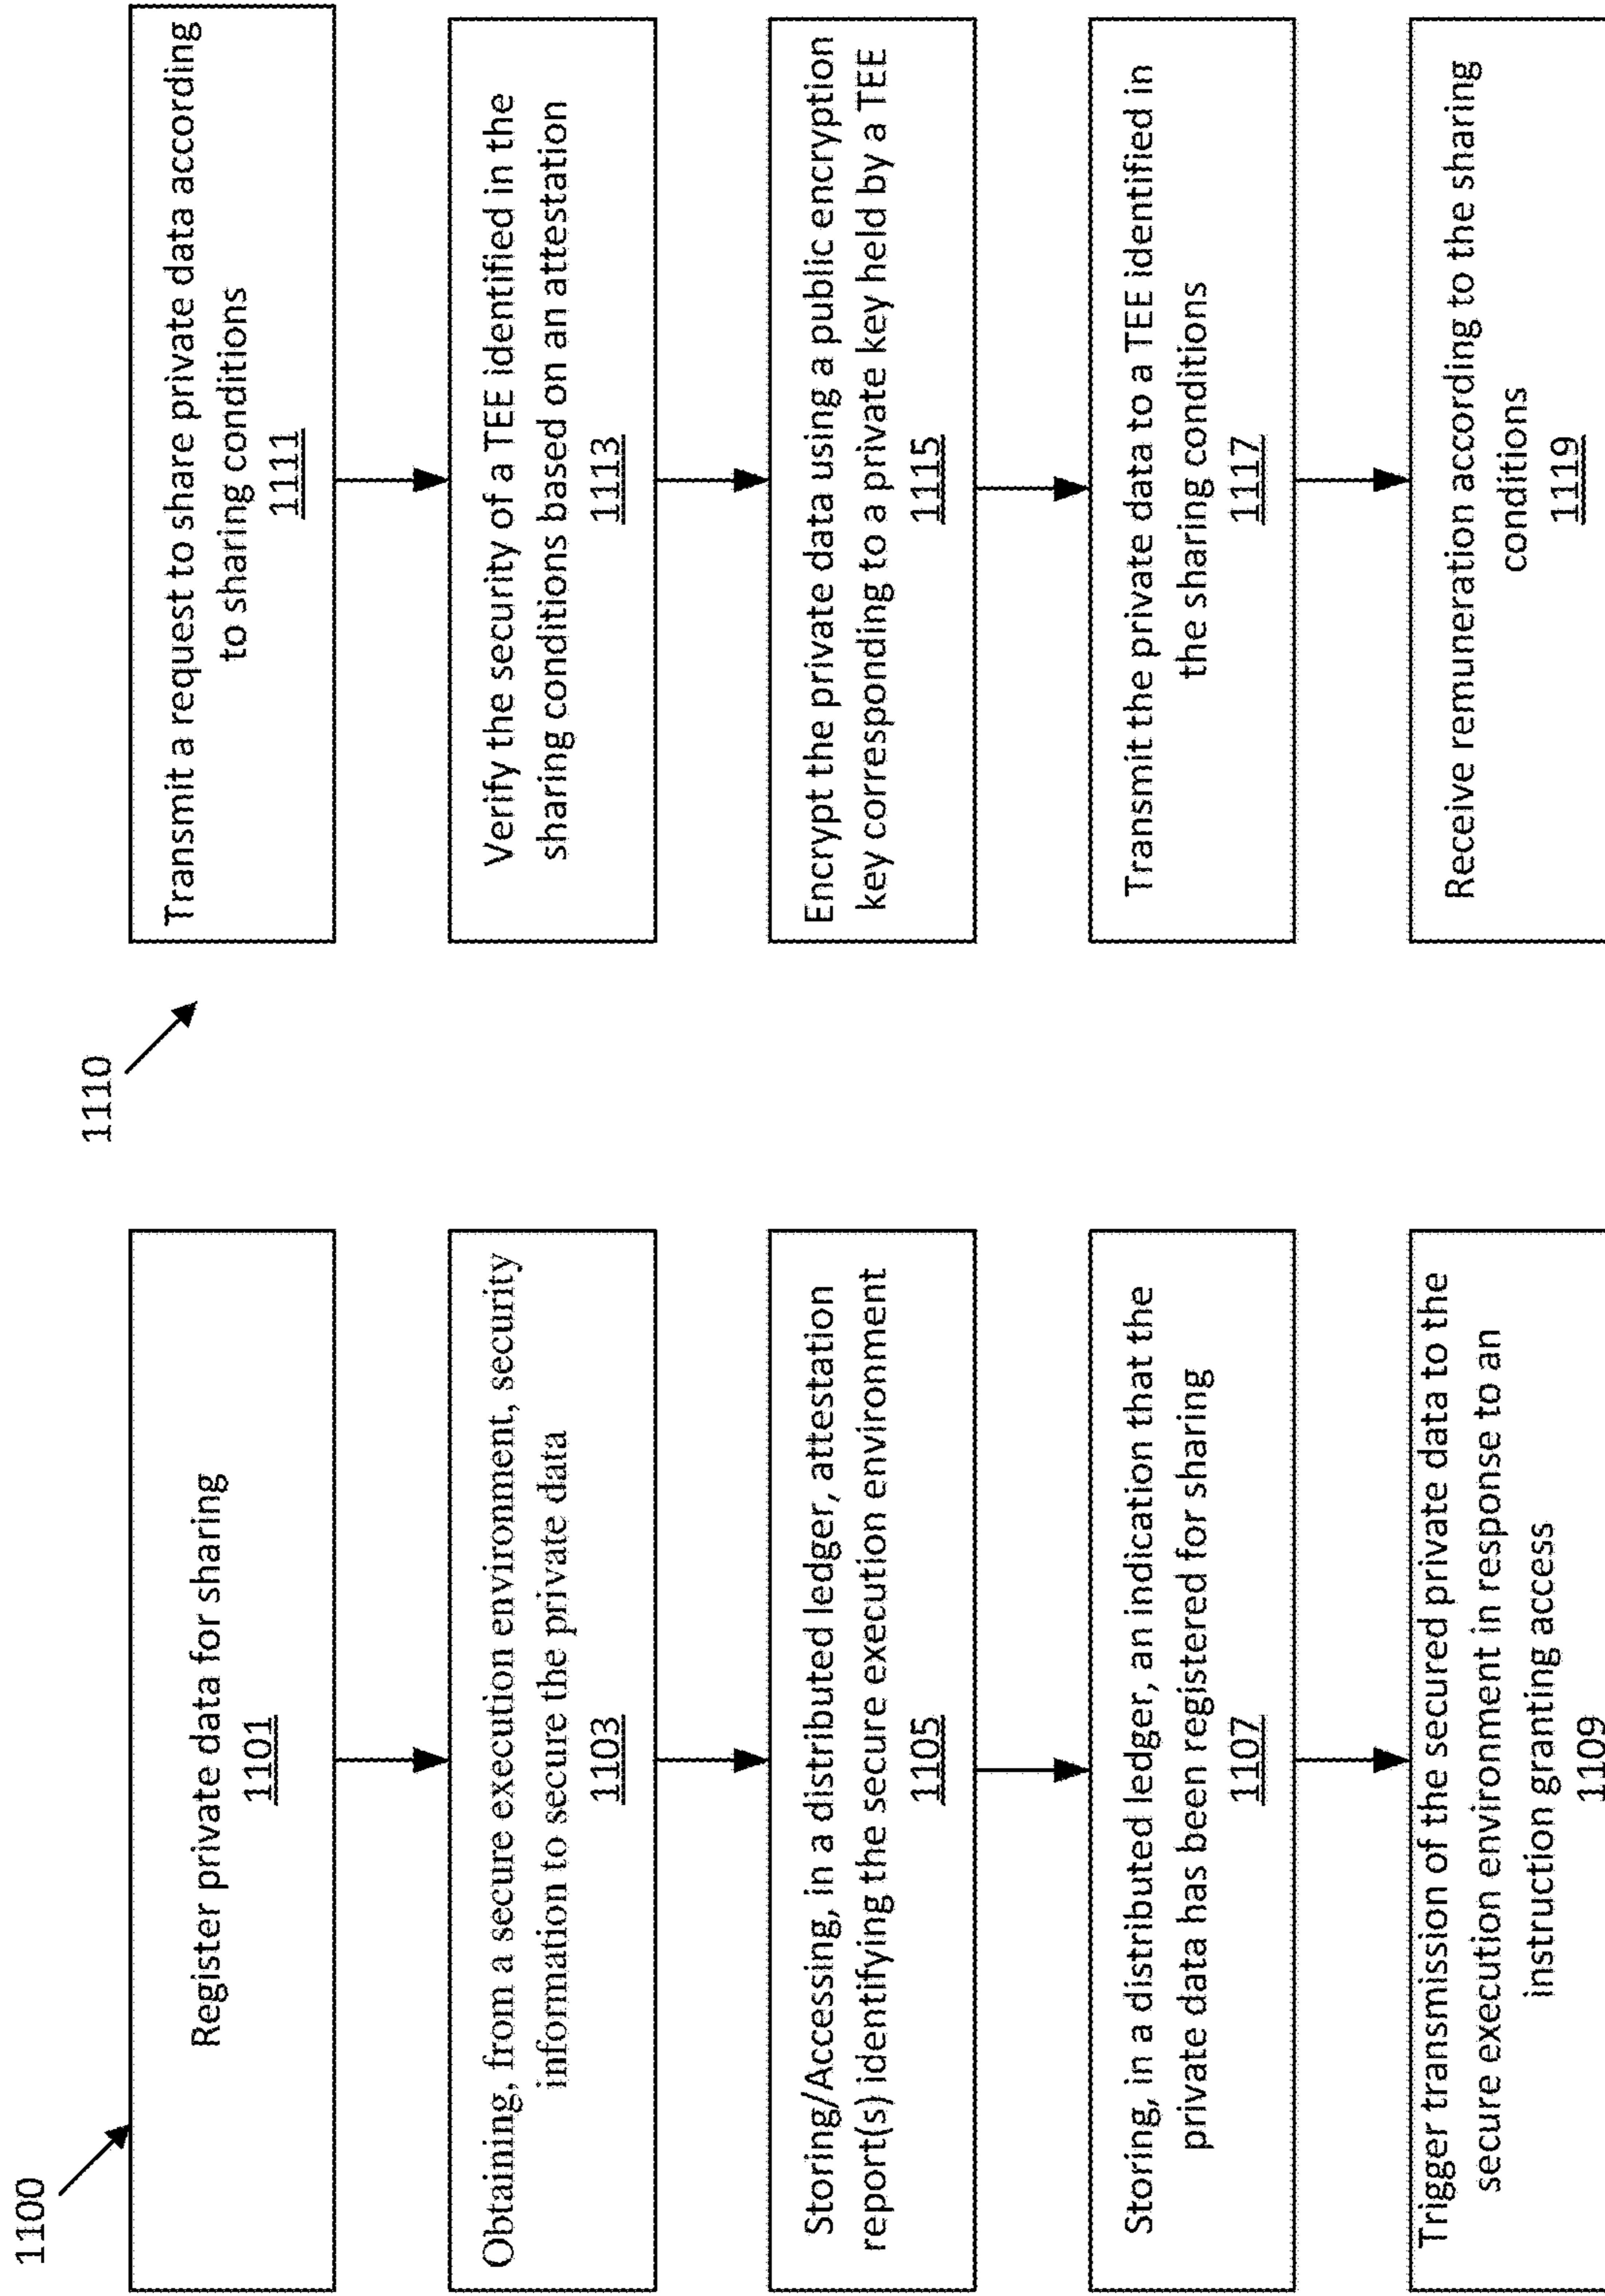 1100
Register private data for sharing
1101
Obtaining, from a secure execution environment, security
information to secure the private data
1103
Storing/Accessing, in a distributed ledger, attestation
report(s) identifying the secure execution environment
1105
Storing, in a distributed ledger, an indication that the
private data has been registered for sharing
1107
Trigger transmission of the secured private data to the
secure execution environment in response to an
instruction granting access
1109
1110
Transmit a request to share private data according
to sharing conditions
1111
Verify the security of a TEE identified in the
sharing conditions based on an attestation
1113
Encrypt the private data using a public encryption
key corresponding to a private key held by a TEE
1115
Transmit the private data to a TEE identified in
the sharing conditions
1117
Receive remuneration according to the sharing
conditions
1119